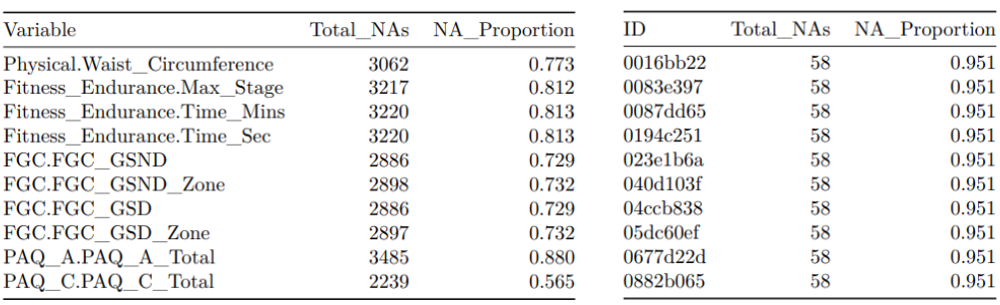 Variable Total_NAs NA_Proportion
Physical.Waist_Circumference 3062 0.773
Fitness_Endurance.Max_Stage 3217 0.812
Fitness_Endurance.Time_Mins 3220 0.813
Fitness_Endurance.Time_Sec 3220 0.813
FGC.FGC_GSND 2886 0.729
FGC.FGC_GSND_Zone 2898 0.732
FGC.FGC_GSD 2886 0.729
FGC.FGC_GSD_Zone 2897 0.732
PAQ_A.PAQ_A_Total 3485 0.880
PAQ_C.PAQ_C_Total 2239 0.565
ID Total_NAs NA_Proportion
0016bb22 58 0.951
0083e397 58 0.951
0087dd65 58 0.951
0194c251 58 0.951
023e1b6a 58 0.951
040d103f 58 0.951
04ccb838 58 0.951
05dc60ef 58 0.951
0677d22d 58 0.951
0882b065 58 0.951